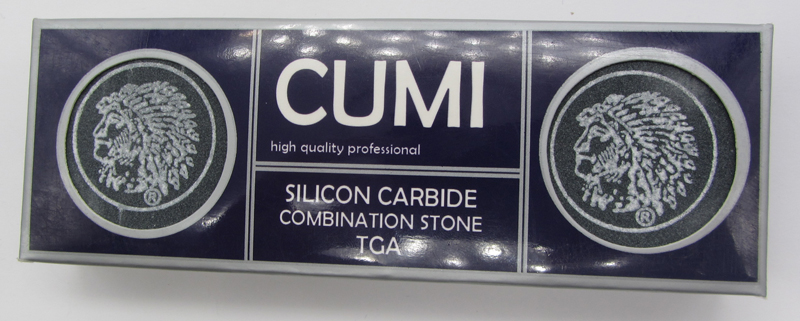 CUMI
high quality professional
SILICON CARBIDE
COMBINATION STONE
TGA
®
®